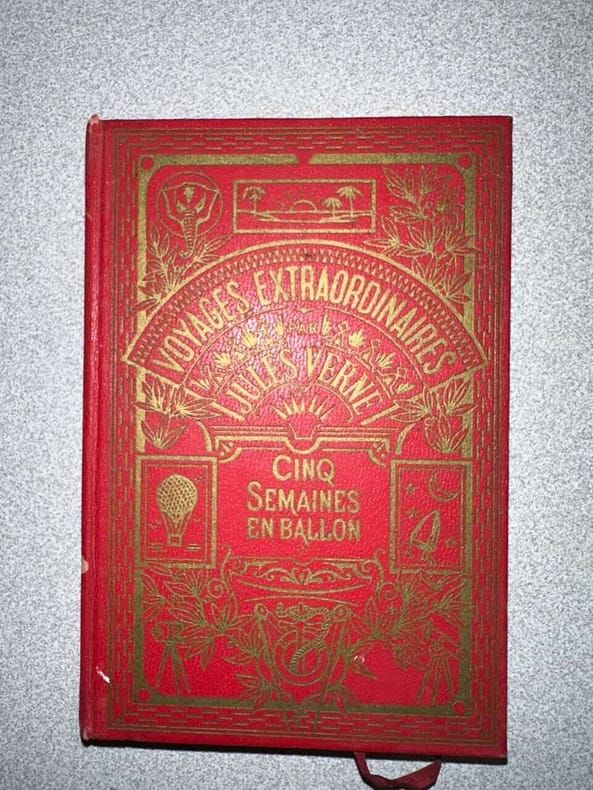 VOYAGES EXTRAORDINAIRES
PAR
JULES VERNE
CINQ
SEMAINES
EN BALLON